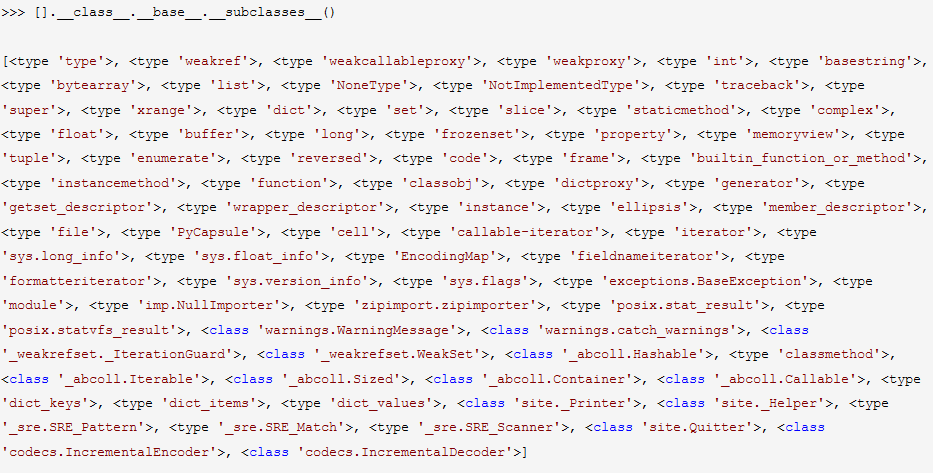 >>> [].__class__.__base__.__subclasses__()
[<type 'type'>, <type 'weakref'>, <type 'weakcallableproxy'>, <type 'weakproxy'>, <type 'int'>, <type 'basestring'>,
<type 'bytearray'>, <type 'list'>, <type 'NoneType'>, <type 'NotImplementedType'>, <type 'traceback'>, <type
'super'>, <type 'xrange'>, <type 'dict'>, <type 'set'>, <type 'slice'>, <type 'staticmethod'>, <type 'complex'>,
<type 'float'>, <type 'buffer'>, <type 'long'>, <type 'frozenset'>, <type 'property'>, <type 'memoryview'>, <type
'tuple'>, <type 'enumerate'>, <type 'reversed'>, <type 'code'>, <type 'frame'>, <type 'builtin_function_or_method'>,
<type 'instancemethod'>, <type 'function'>, <type 'classobj'>, <type 'dictproxy'>, <type 'generator'>, <type
'getset_descriptor'>, <type 'wrapper_descriptor'>, <type 'instance'>, <type 'ellipsis'>, <type 'member_descriptor'>,
<type 'file'>, <type 'PyCapsule'>, <type 'cell'>, <type 'callable-iterator'>, <type 'iterator'>, <type
'sys.long_info'>, <type 'sys.float_info'>, <type 'EncodingMap'>, <type 'fieldnameiterator'>, <type
'formatteriterator'>, <type 'sys.version_info'>, <type 'sys.flags'>, <type 'exceptions.BaseException'>, <type
'module'>, <type 'imp.NullImporter'>, <type 'zipimport.zipimporter'>, <type 'posix.stat_result'>, <type
'posix.statvfs_result'>, <class 'warnings.WarningMessage'>, <class 'warnings.catch_warnings'>, <class
'_weakrefset._IterationGuard'>, <class '_weakrefset.WeakSet'>, <class '_abcoll.Hashable'>, <type 'classmethod'>,
<class '_abcoll.Iterable'>, <class '_abcoll.Sized'>, <class '_abcoll.Container'>, <class '_abcoll.Callable'>, <type
'dict_keys'>, <type 'dict_items'>, <type 'dict_values'>, <class 'site._Printer'>, <class 'site._Helper'>, <type
'_sre.SRE_Pattern'>, <type '_sre.SRE_Match'>, <type '_sre.SRE_Scanner'>, <class 'site.Quitter'>, <class
'codecs.IncrementalEncoder'>, <class 'codecs.IncrementalDecoder'>]